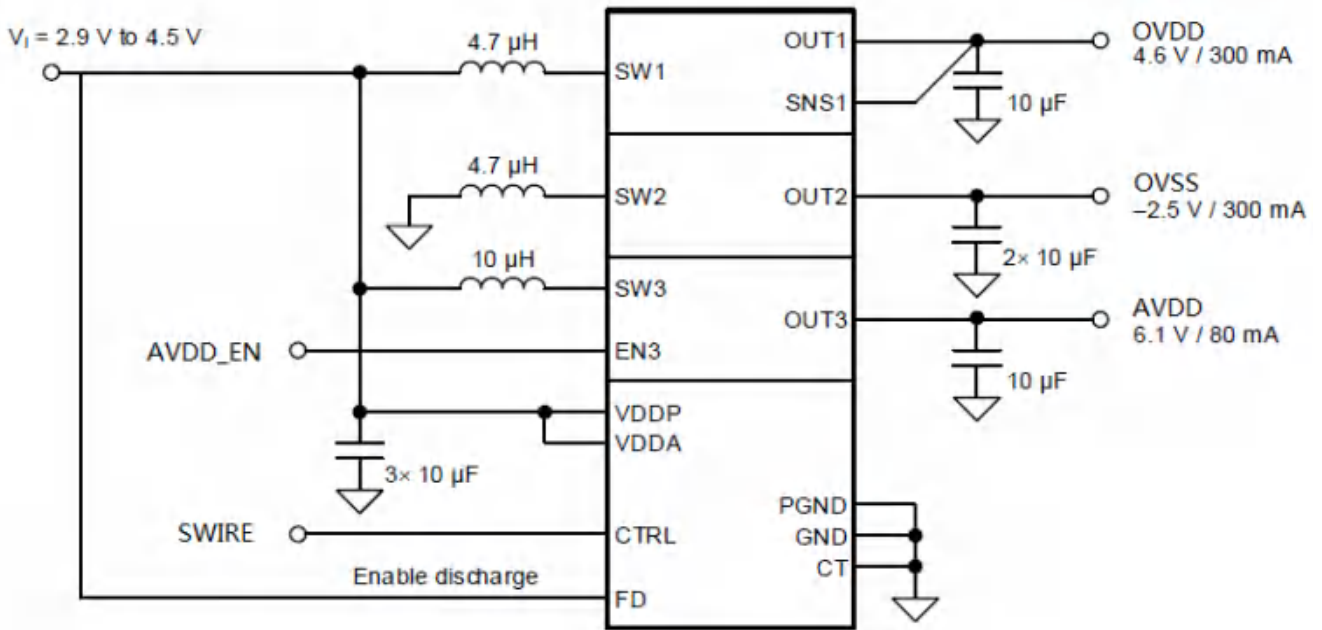 V₁ = 2.9 V to 4.5 V
4.7 µH
SW1
OUT1
OVDD
4.6 V / 300 mA
SNS1
10 µF
4.7 µH
SW2
OUT2
OVSS
–2.5 V / 300 mA
2× 10 µF
10 µH
SW3
OUT3
AVDD
6.1 V / 80 mA
AVDD_EN
EN3
10 µF
VDDP
VDDA
3× 10 µF
PGND
SWIRE
CTRL
GND
CT
Enable discharge
FD